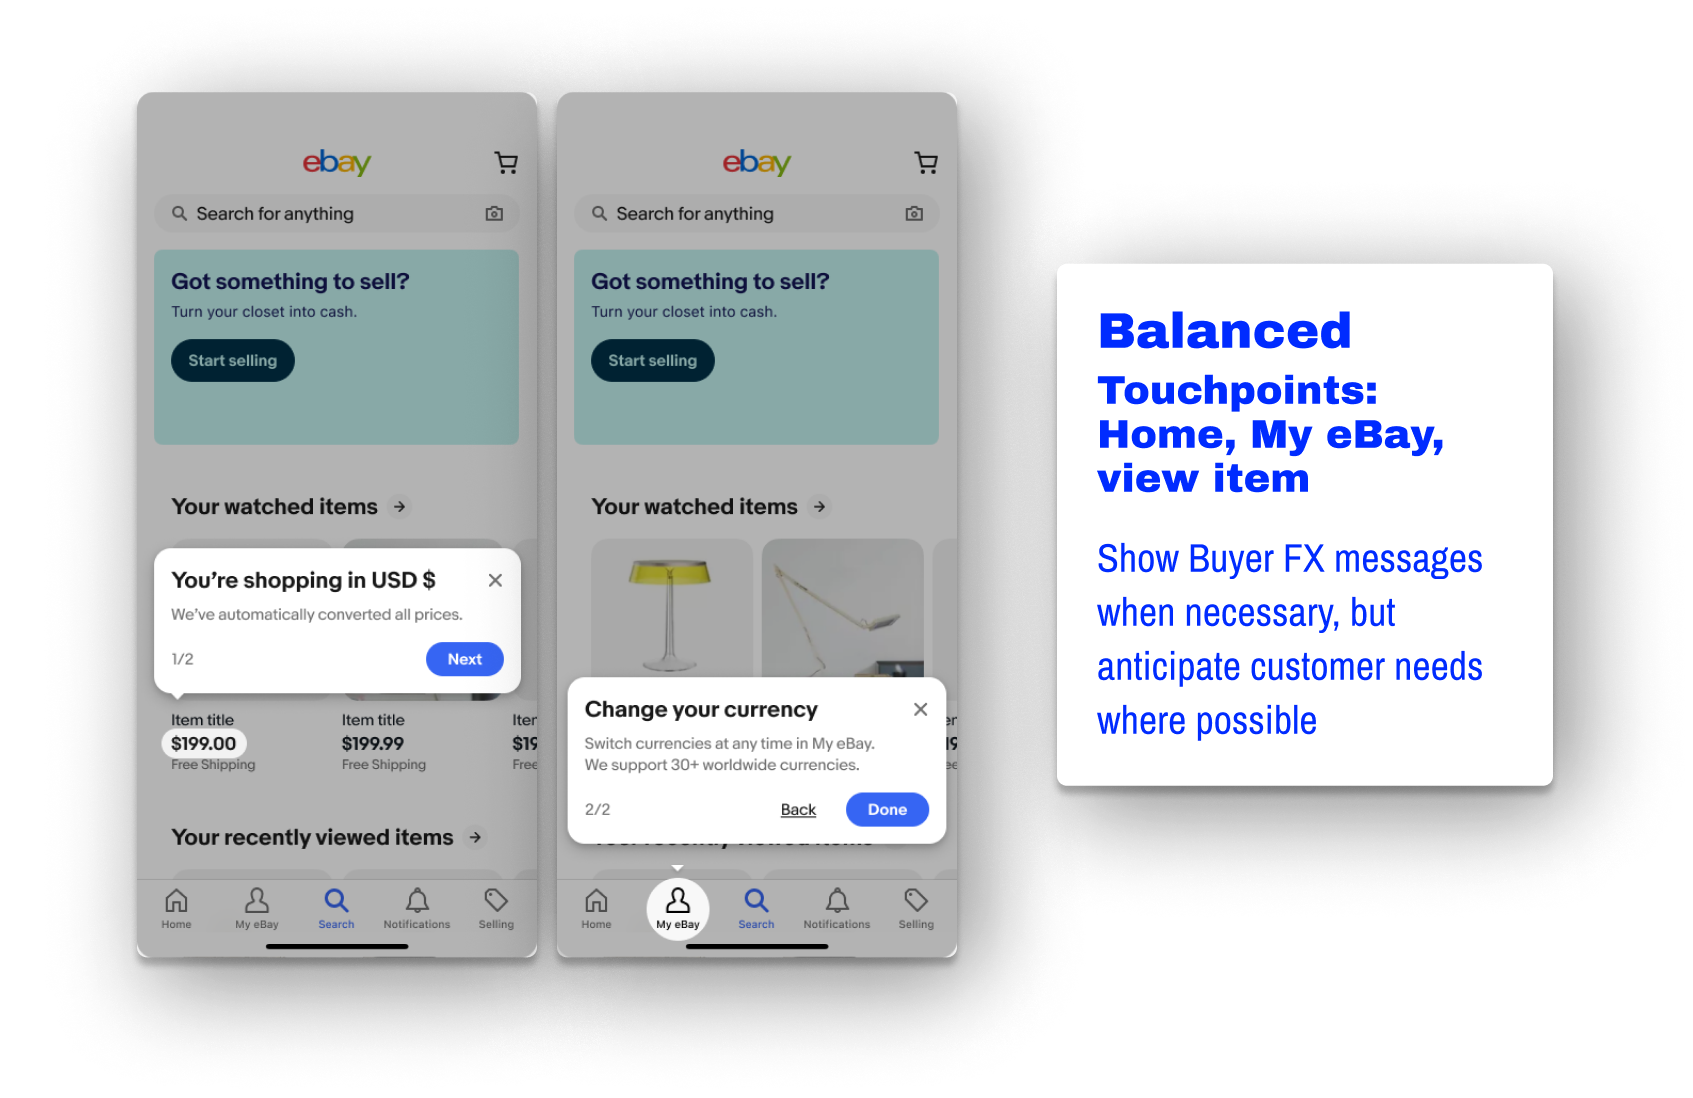 ebay
Search for anything
Got something to sell?
Turn your closet into cash.
Start selling
Your watched items
You’re shopping in USD $
We’ve automatically converted all prices.
1/2
Next
Item title
$199.00
Free Shipping
Item title
$199.99
Free Shipping
Your recently viewed items
Home
My eBay
Search
Notifications
Selling
ebay
Search for anything
Got something to sell?
Turn your closet into cash.
Start selling
Your watched items
Change your currency
Switch currencies at any time in My eBay.
We support 30+ worldwide currencies.
2/2
Back
Done
Home
My eBay
Search
Notifications
Selling
Balanced
Touchpoints:
Home, My eBay,
view item
Show Buyer FX messages
when necessary, but
anticipate customer needs
where possible